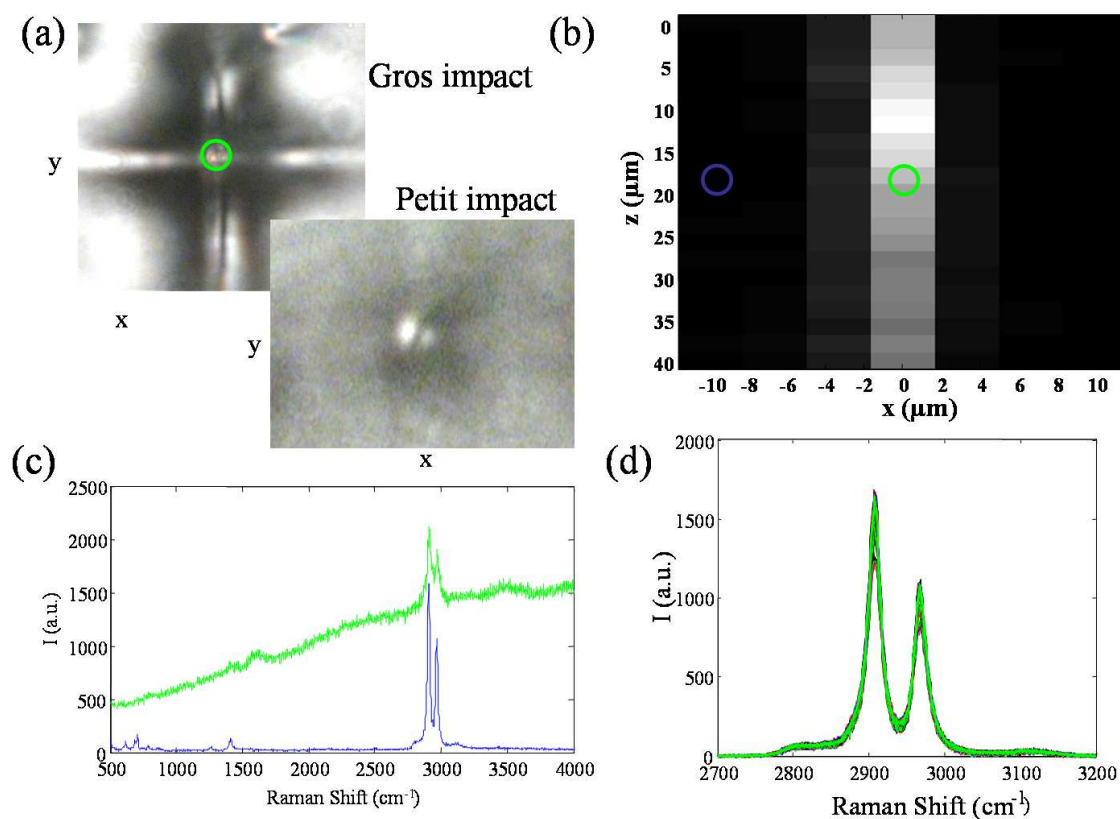 (a)
Gros impact
y
x
Petit impact
y
x
(b)
0
5
10
15
20
25
30
35
40
z (µm)
-10 -8 -6 -4 -2 0 2 4 6 8 10
x (µm)
(c)
2500
2000
1500
1000
500
0
I (a.u.)
500 1000 1500 2000 2500 3000 3500 4000
Raman Shift (cm⁻¹)
(d)
2000
1500
1000
500
0
I (a.u.)
2700 2800 2900 3000 3100 3200
Raman Shift (cm⁻¹)